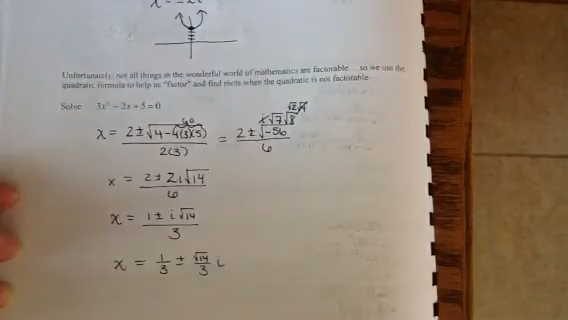 Unfortunately, not all things in the wonderful world of mathematics are factorable… so we use the
quadratic formula to help us "factor" and find roots when the quadratic is not factorable.
Solve 3x² − 2x + 5 = 0
x = (2 ± √(4 − 4(3)(5))) / 2(3) = (2 ± √−56) / 6
x = (2 ± 2i√14) / 6
x = (1 ± i√14) / 3
x = 1/3 ± √14/3 i